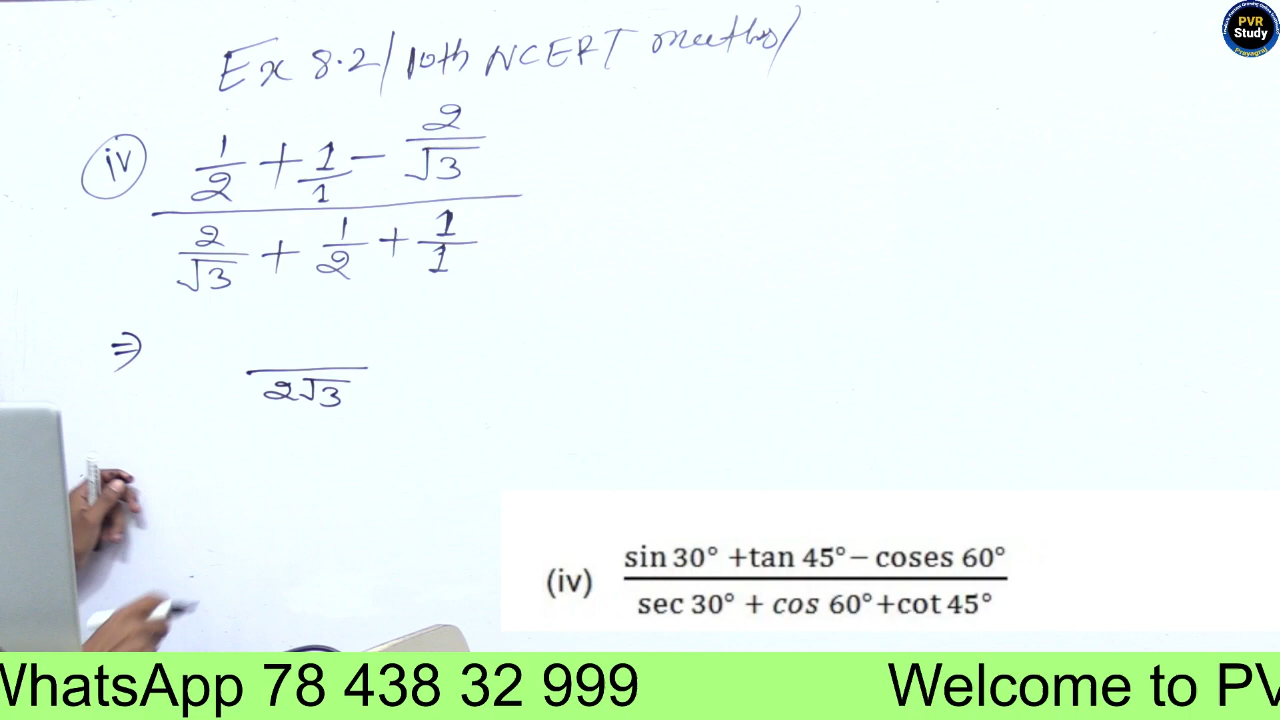 PVR
Study
Prayagraj
Ex 8.2/10th NCERT maths/
iv
1/2 + 1/1 - 2/√3
2/√3 + 1/2 + 1/1
⇒
2√3
(iv) sin 30° +tan 45°− coses 60°
sec 30° + cos 60°+cot 45°
WhatsApp 78 438 32 999 Welcome to PV